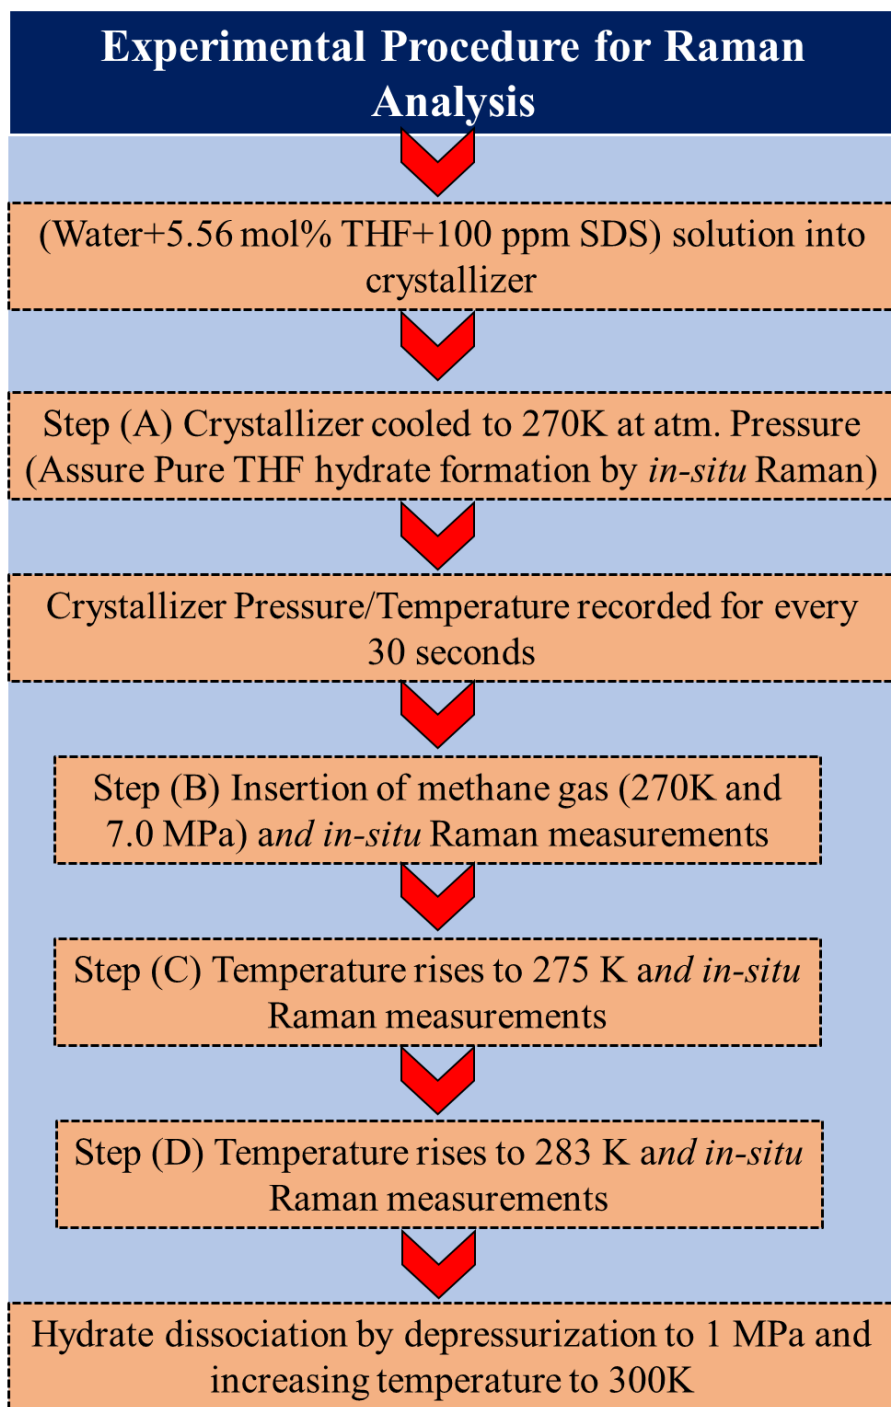 Experimental Procedure for Raman
Analysis
(Water+5.56 mol% THF+100 ppm SDS) solution into
crystallizer
Step (A) Crystallizer cooled to 270K at atm. Pressure
(Assure Pure THF hydrate formation by in-situ Raman)
Crystallizer Pressure/Temperature recorded for every
30 seconds
Step (B) Insertion of methane gas (270K and
7.0 MPa) and in-situ Raman measurements
Step (C) Temperature rises to 275 K and in-situ
Raman measurements
Step (D) Temperature rises to 283 K and in-situ
Raman measurements
Hydrate dissociation by depressurization to 1 MPa and
increasing temperature to 300K